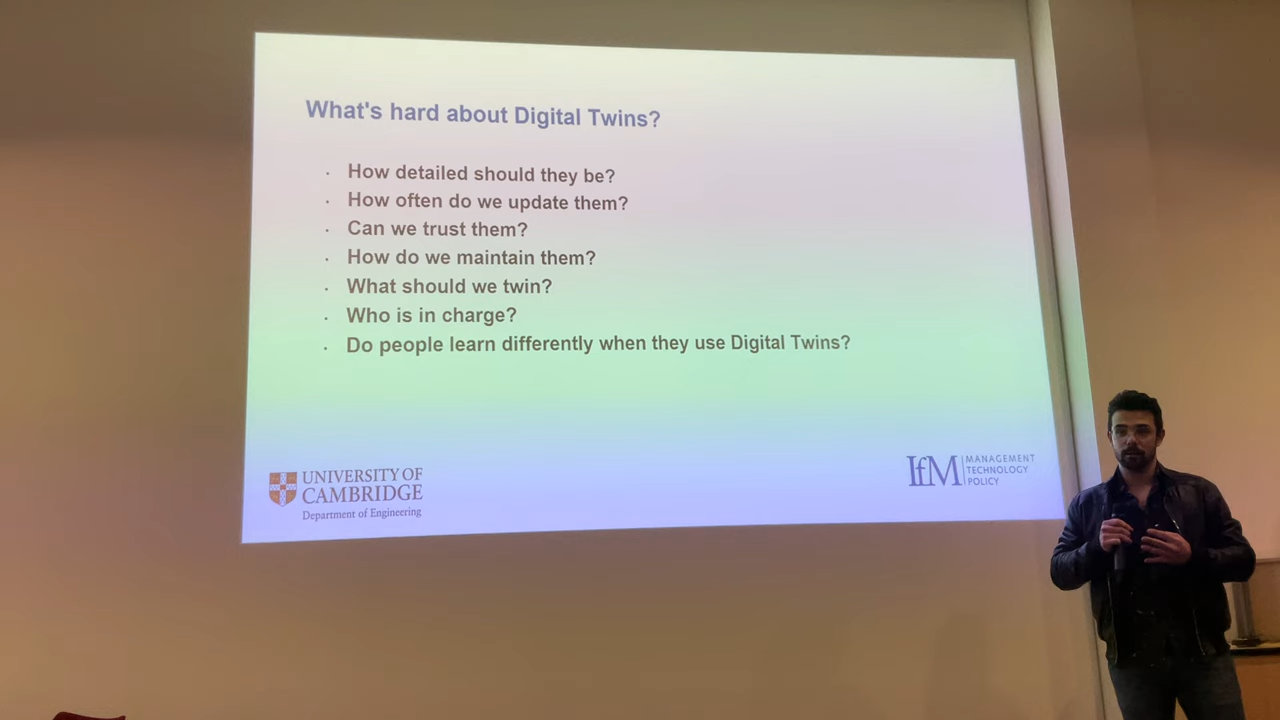 What's hard about Digital Twins?
· How detailed should they be?
· How often do we update them?
· Can we trust them?
· How do we maintain them?
· What should we twin?
· Who is in charge?
· Do people learn differently when they use Digital Twins?
UNIVERSITY OF
CAMBRIDGE
Department of Engineering
IfM
MANAGEMENT
TECHNOLOGY
POLICY